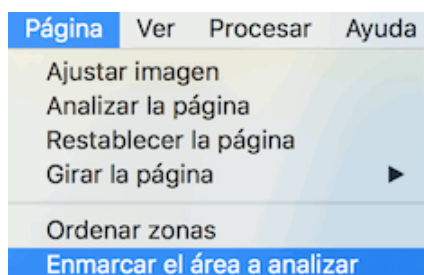 Página Ver Procesar Ayuda
Ajustar imagen
Analizar la página
Restablecer la página
Girar la página
Ordenar zonas
Enmarcar el área a analizar